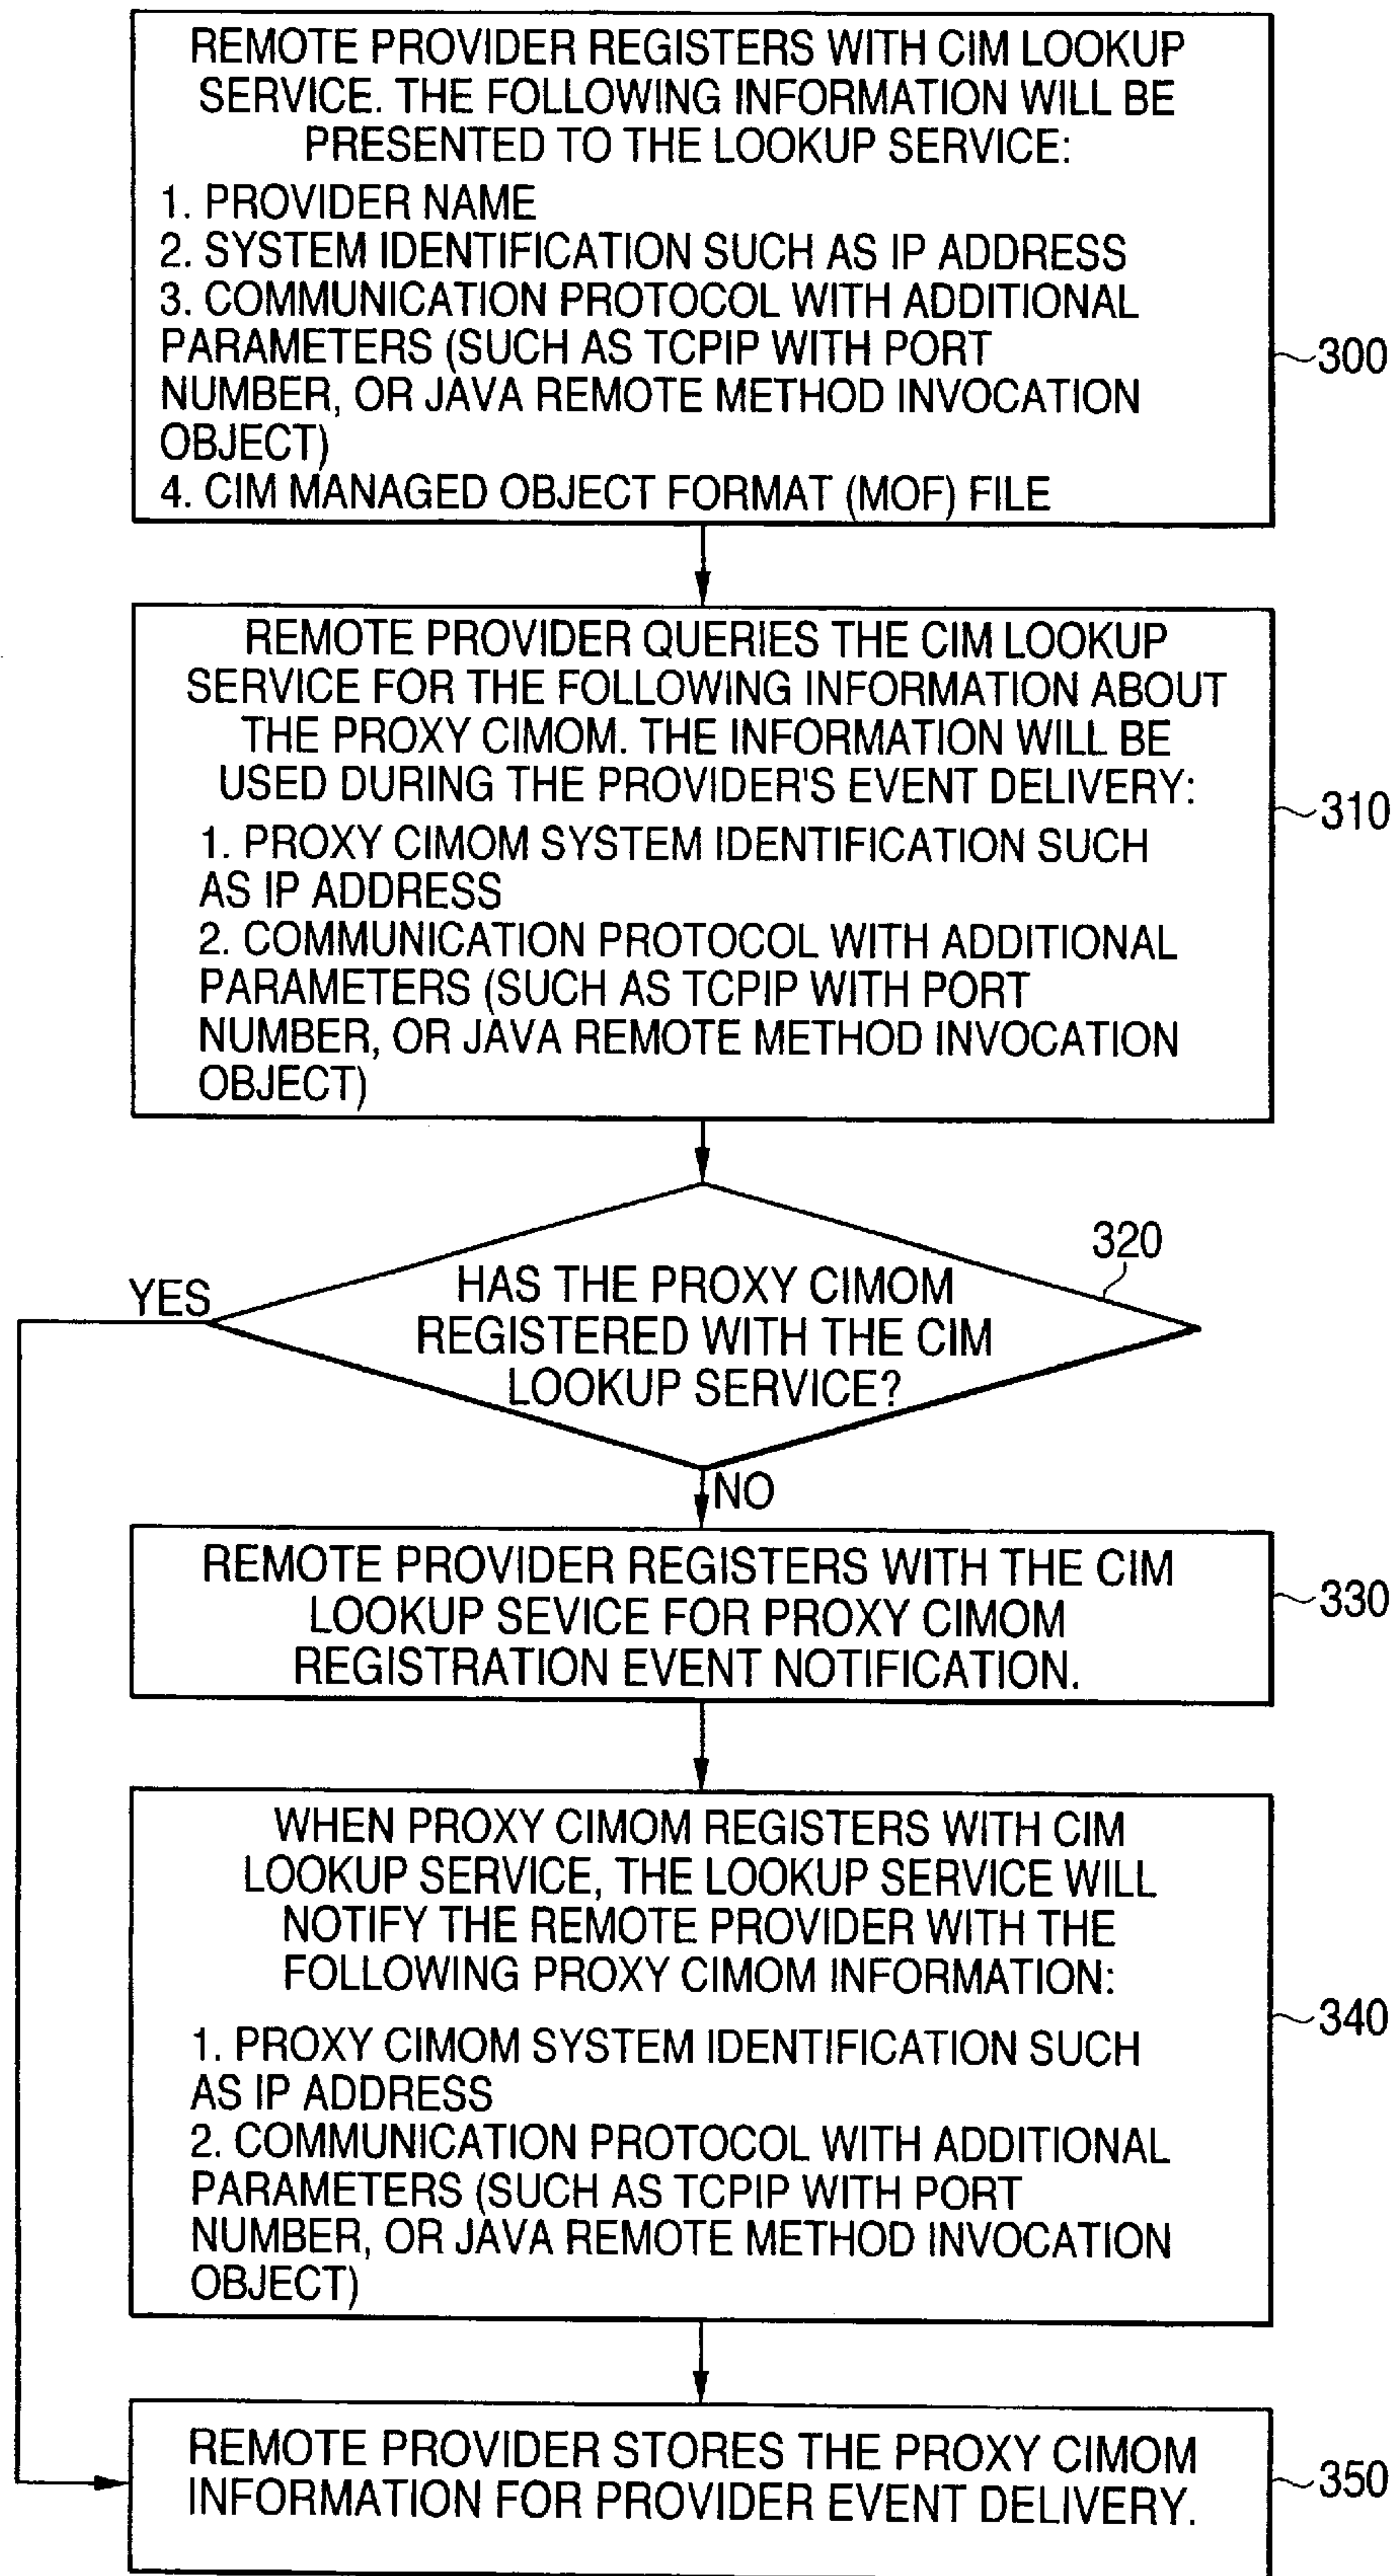 REMOTE PROVIDER REGISTERS WITH CIM LOOKUP
SERVICE. THE FOLLOWING INFORMATION WILL BE
PRESENTED TO THE LOOKUP SERVICE:
1. PROVIDER NAME
2. SYSTEM IDENTIFICATION SUCH AS IP ADDRESS
3. COMMUNICATION PROTOCOL WITH ADDITIONAL
PARAMETERS (SUCH AS TCPIP WITH PORT
NUMBER, OR JAVA REMOTE METHOD INVOCATION
OBJECT)
4. CIM MANAGED OBJECT FORMAT (MOF) FILE
300
REMOTE PROVIDER QUERIES THE CIM LOOKUP
SERVICE FOR THE FOLLOWING INFORMATION ABOUT
THE PROXY CIMOM. THE INFORMATION WILL BE
USED DURING THE PROVIDER'S EVENT DELIVERY:
1. PROXY CIMOM SYSTEM IDENTIFICATION SUCH
AS IP ADDRESS
2. COMMUNICATION PROTOCOL WITH ADDITIONAL
PARAMETERS (SUCH AS TCPIP WITH PORT
NUMBER, OR JAVA REMOTE METHOD INVOCATION
OBJECT)
310
320
YES
HAS THE PROXY CIMOM
REGISTERED WITH THE CIM
LOOKUP SERVICE?
NO
REMOTE PROVIDER REGISTERS WITH THE CIM
LOOKUP SEVICE FOR PROXY CIMOM
REGISTRATION EVENT NOTIFICATION.
330
WHEN PROXY CIMOM REGISTERS WITH CIM
LOOKUP SERVICE, THE LOOKUP SERVICE WILL
NOTIFY THE REMOTE PROVIDER WITH THE
FOLLOWING PROXY CIMOM INFORMATION:
1. PROXY CIMOM SYSTEM IDENTIFICATION SUCH
AS IP ADDRESS
2. COMMUNICATION PROTOCOL WITH ADDITIONAL
PARAMETERS (SUCH AS TCPIP WITH PORT
NUMBER, OR JAVA REMOTE METHOD INVOCATION
OBJECT)
340
REMOTE PROVIDER STORES THE PROXY CIMOM
INFORMATION FOR PROVIDER EVENT DELIVERY.
350